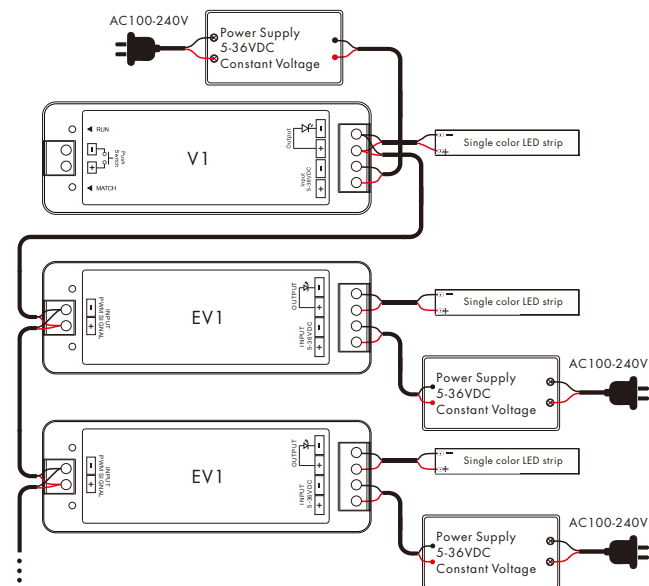 AC100-240V
Power Supply
5-36VDC
Constant Voltage
RUN
Push
Switch
MATCH
V1
Output
Input
5-36VDC
Single color LED strip
INPUT
PWM SIGNAL
EV1
OUTPUT
INPUT
5-36VDC
Single color LED strip
AC100-240V
Power Supply
5-36VDC
Constant Voltage
INPUT
PWM SIGNAL
EV1
OUTPUT
INPUT
5-36VDC
Single color LED strip
AC100-240V
Power Supply
5-36VDC
Constant Voltage